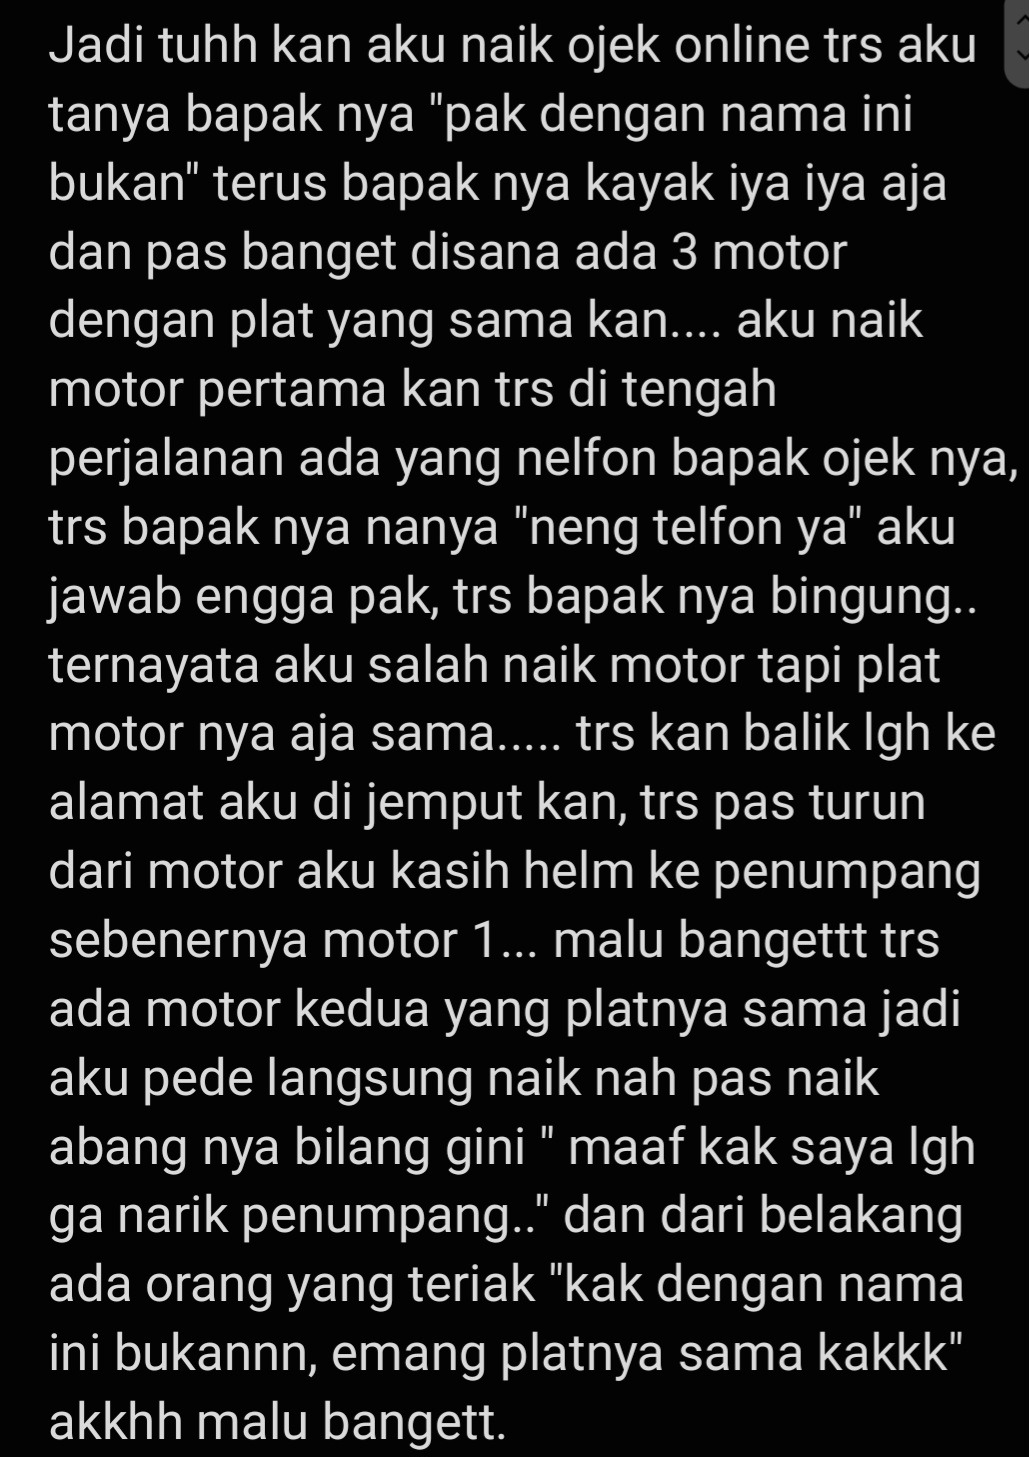 Jadi tuhh kan aku naik ojek online trs aku
tanya bapak nya "pak dengan nama ini
bukan" terus bapak nya kayak iya iya aja
dan pas banget disana ada 3 motor
dengan plat yang sama kan.... aku naik
motor pertama kan trs di tengah
perjalanan ada yang nelfon bapak ojek nya,
trs bapak nya nanya "neng telfon ya" aku
jawab engga pak, trs bapak nya bingung..
ternayata aku salah naik motor tapi plat
motor nya aja sama..... trs kan balik lgh ke
alamat aku di jemput kan, trs pas turun
dari motor aku kasih helm ke penumpang
sebenernya motor 1... malu bangettt trs
ada motor kedua yang platnya sama jadi
aku pede langsung naik nah pas naik
abang nya bilang gini " maaf kak saya lgh
ga narik penumpang.." dan dari belakang
ada orang yang teriak "kak dengan nama
ini bukannn, emang platnya sama kakkk"
akkhh malu bangett.